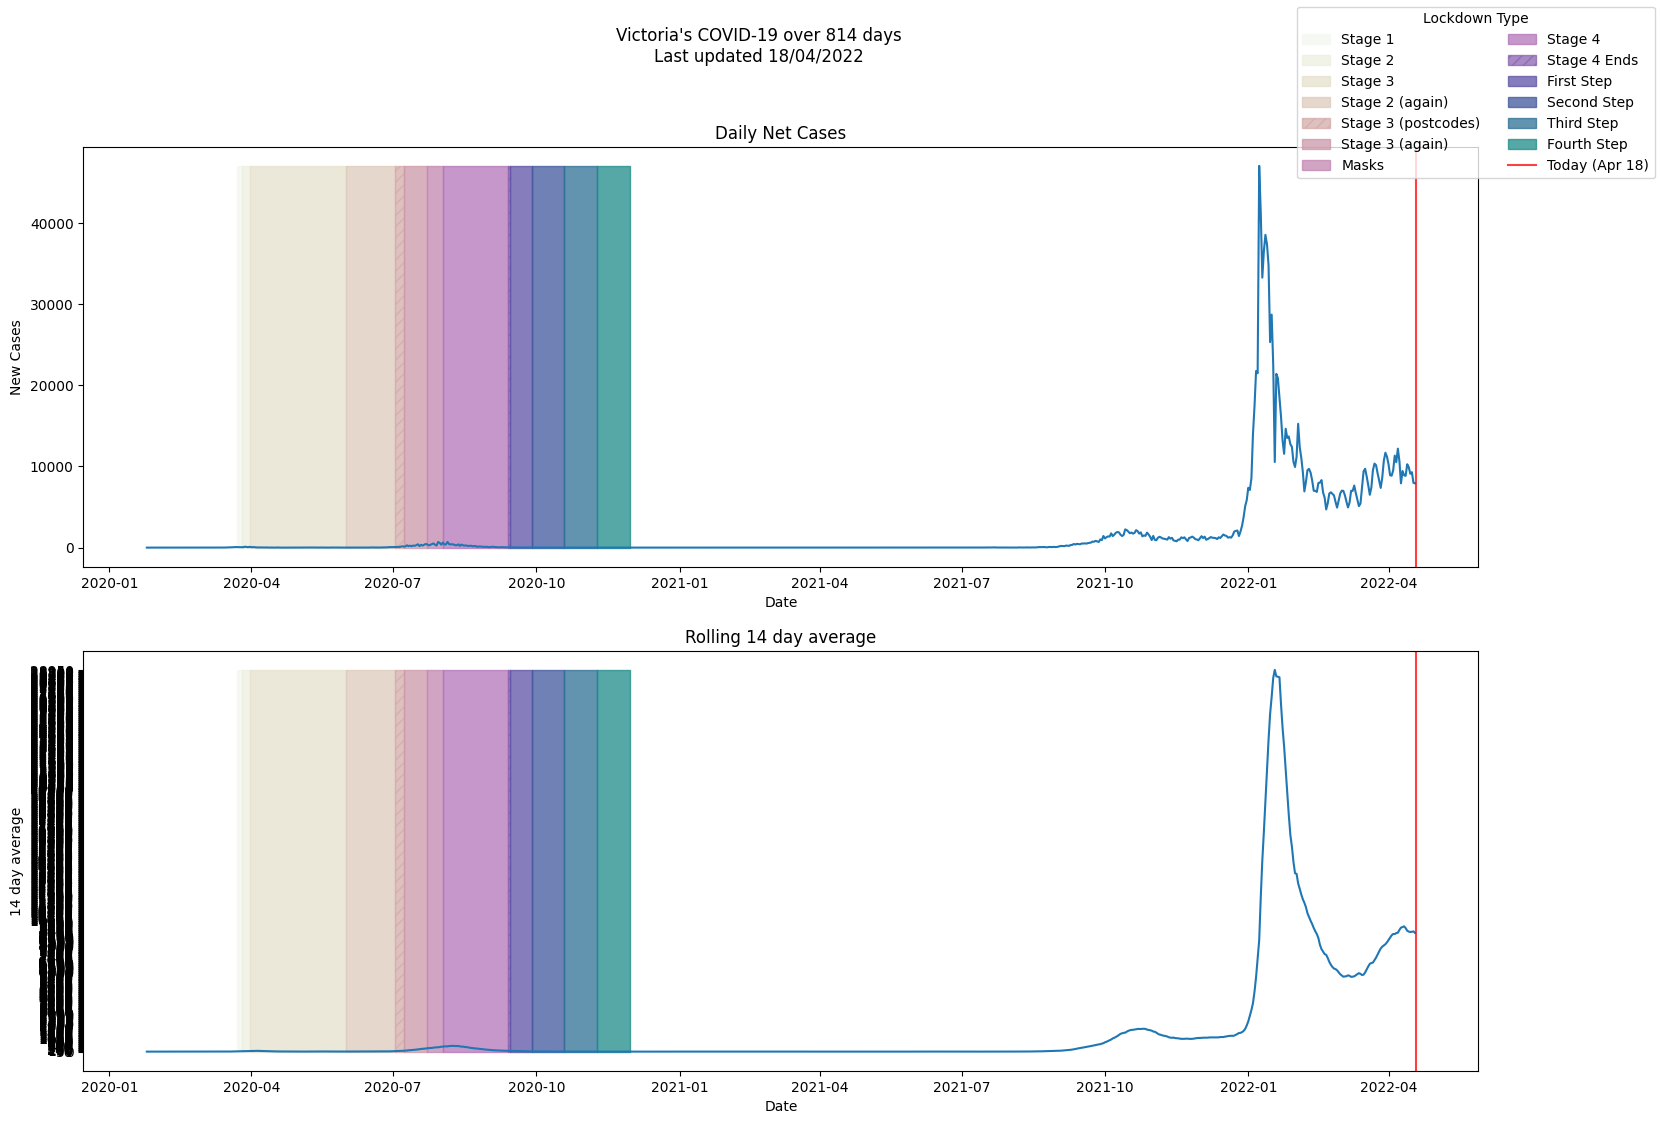 Victoria's COVID-19 over 814 days
Last updated 18/04/2022
Lockdown Type
Stage 1
Stage 2
Stage 3
Stage 2 (again)
Stage 3 (postcodes)
Stage 3 (again)
Masks
Stage 4
Stage 4 Ends
First Step
Second Step
Third Step
Fourth Step
Today (Apr 18)
Daily Net Cases
New Cases
40000
30000
20000
10000
0
2020-01 2020-04 2020-07 2020-10 2021-01 2021-04 2021-07 2021-10 2022-01 2022-04
Date
Rolling 14 day average
14 day average
2020-01 2020-04 2020-07 2020-10 2021-01 2021-04 2021-07 2021-10 2022-01 2022-04
Date